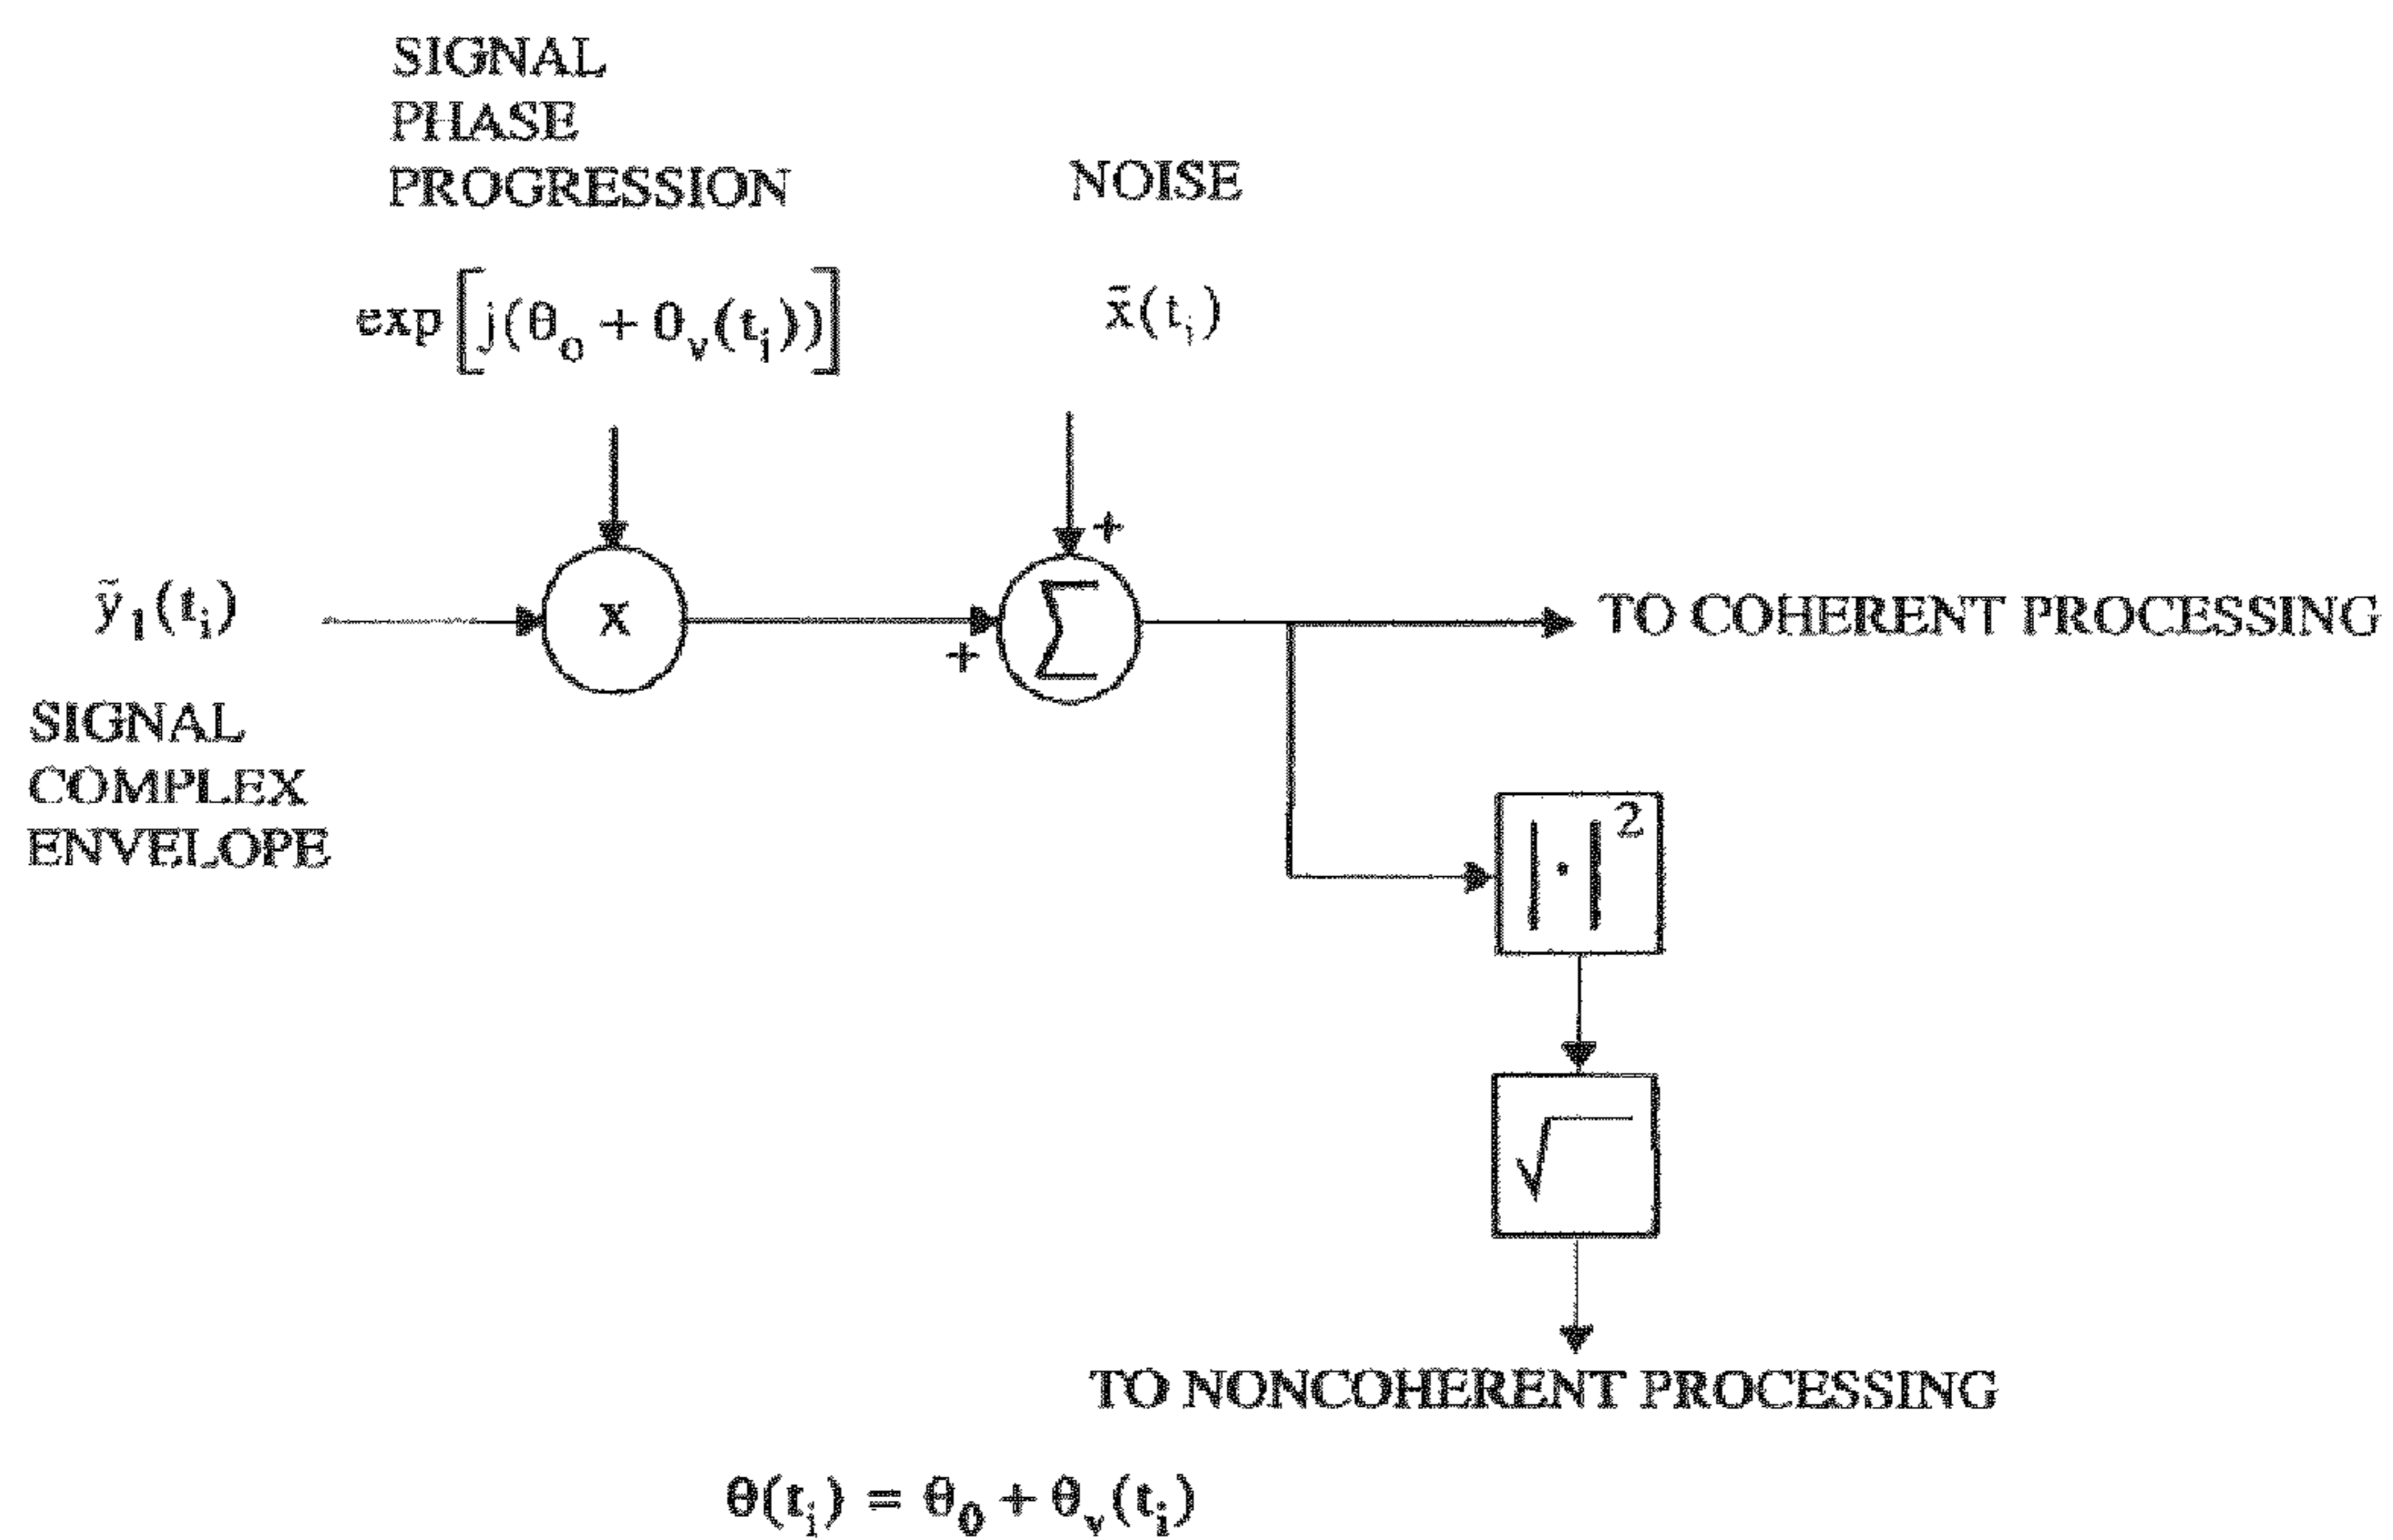 SIGNAL
PHASE
PROGRESSION
exp[j(θₒ + θᵥ(tᵢ))]
NOISE
x̃(tᵢ)
+
ỹ₁(tᵢ)
x
+
Σ
TO COHERENT PROCESSING
SIGNAL
COMPLEX
ENVELOPE
|·|²
√
TO NONCOHERENT PROCESSING
θ(tᵢ) = θ₀ + θᵥ(tᵢ)